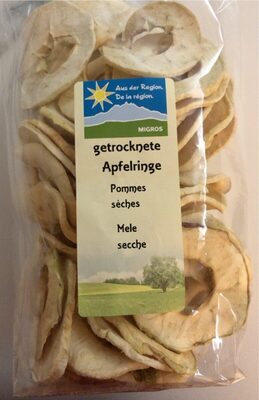 Aus der Region.
De la région.
MIGROS
getrocknete
Apfelringe
Pommes
sèches
Mele
secche